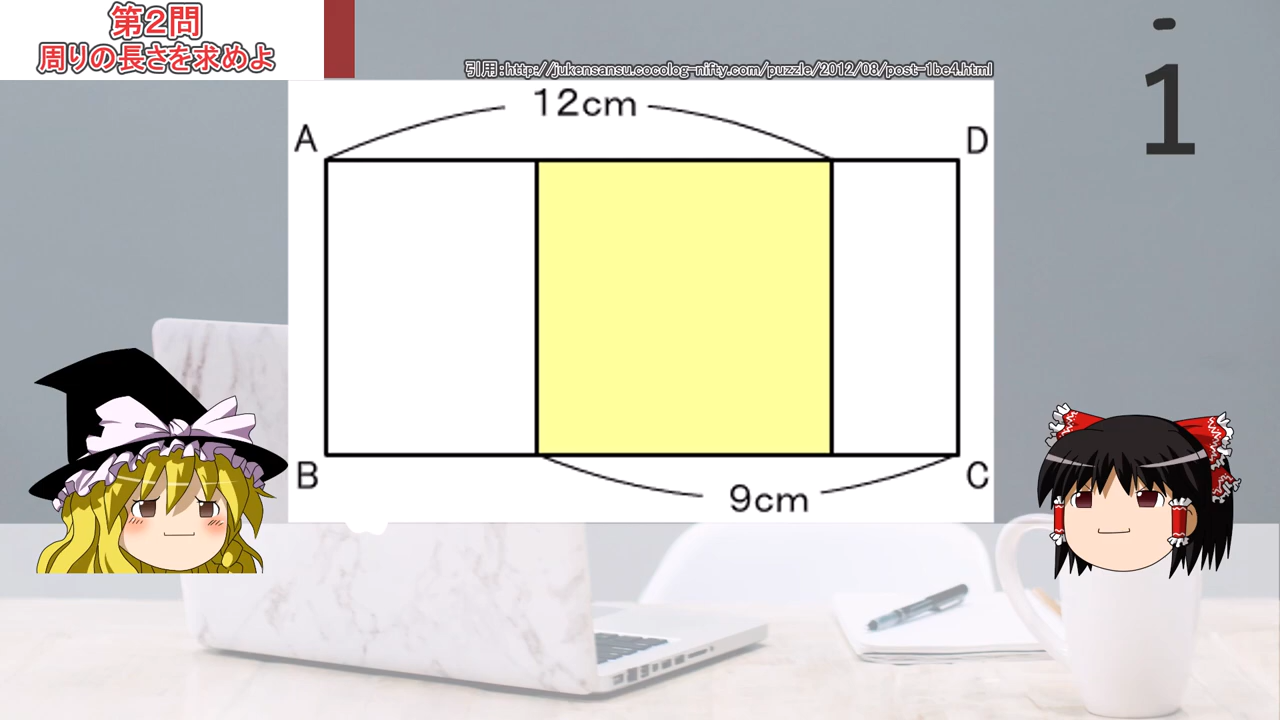 第2問
周りの長さを求めよ
引用:http://jukensansu.cocolog-nifty.com/puzzle/2012/08/post-1be4.html
1
12cm
A
D
B
C
9cm